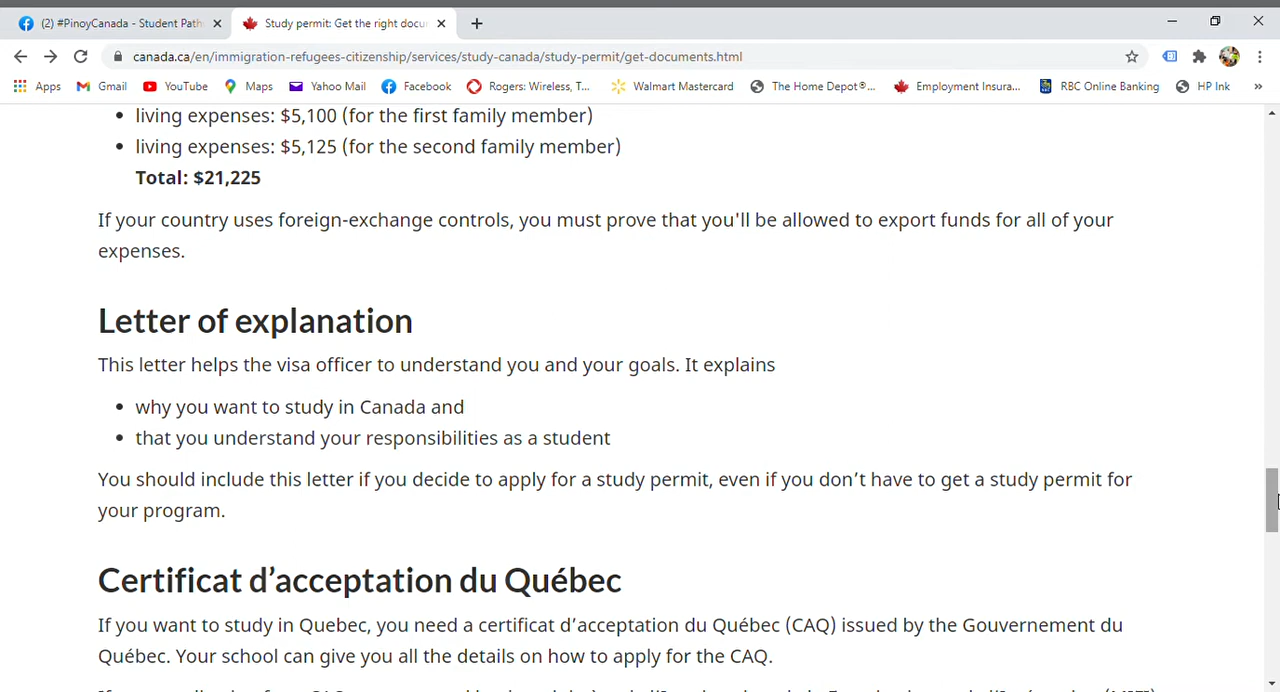 (2) #PinoyCanada - Student Path
Study permit: Get the right docu
canada.ca/en/immigration-refugees-citizenship/services/study-canada/study-permit/get-documents.html
Apps Gmail YouTube Maps Yahoo Mail Facebook Rogers: Wireless, T... Walmart Mastercard The Home Depot®... Employment Insura... RBC Online Banking HP Ink »
• living expenses: $5,100 (for the first family member)
• living expenses: $5,125 (for the second family member)
Total: $21,225
If your country uses foreign-exchange controls, you must prove that you'll be allowed to export funds for all of your
expenses.
Letter of explanation
This letter helps the visa officer to understand you and your goals. It explains
• why you want to study in Canada and
• that you understand your responsibilities as a student
You should include this letter if you decide to apply for a study permit, even if you don’t have to get a study permit for
your program.
Certificat d’acceptation du Québec
If you want to study in Quebec, you need a certificat d’acceptation du Québec (CAQ) issued by the Gouvernement du
Québec. Your school can give you all the details on how to apply for the CAQ.